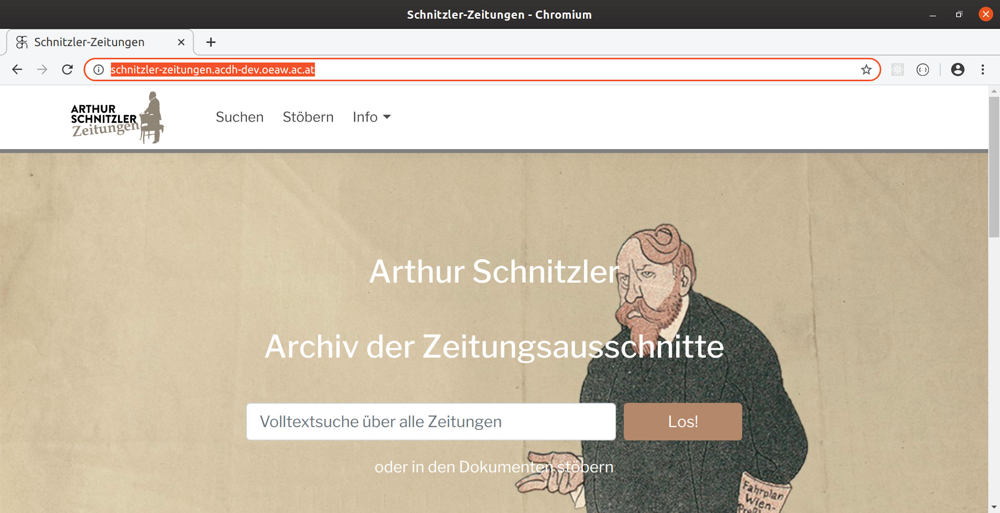 Schnitzler-Zeitungen - Chromium
Schnitzler-Zeitungen
schnitzler-zeitungen.acdh-dev.oeaw.ac.at
ARTHUR
SCHNITZLER
Zeitungen
Suchen Stöbern Info
Arthur Schnitzler
Archiv der Zeitungsausschnitte
Volltextsuche über alle Zeitungen Los!
oder in den Dokumenten stöbern
Fahrplan
Wien-